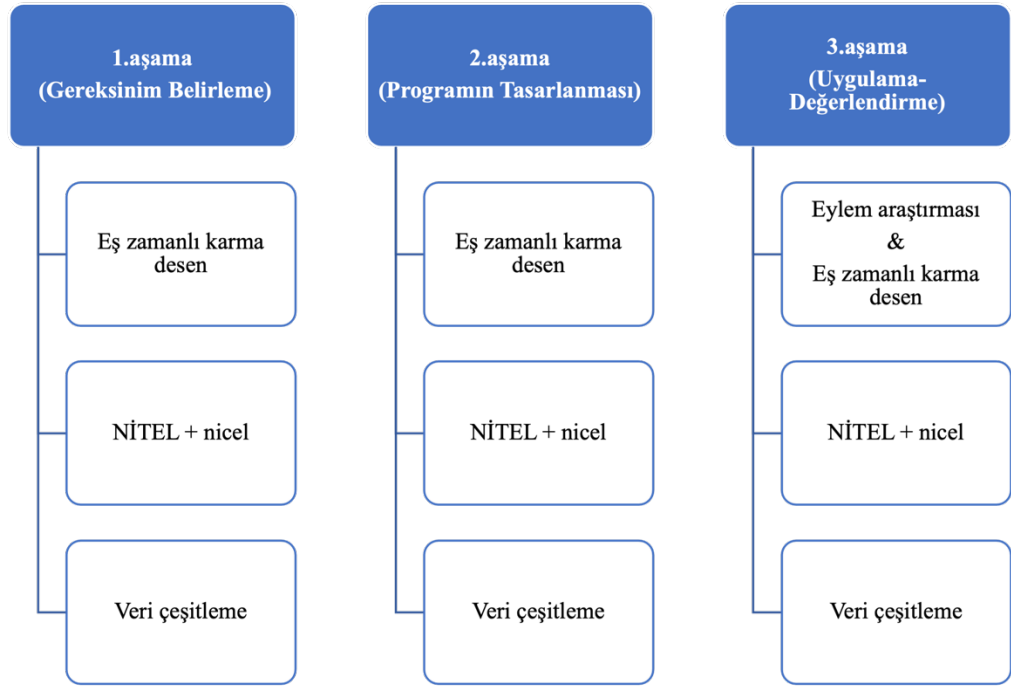 1.aşama
(Gereksinim Belirleme)
Eş zamanlı karma
desen
NİTEL + nicel
Veri çeşitleme
2.aşama
(Programın Tasarlanması)
Eş zamanlı karma
desen
NİTEL + nicel
Veri çeşitleme
3.aşama
(Uygulama-
Değerlendirme)
Eylem araştırması
&
Eş zamanlı karma
desen
NİTEL + nicel
Veri çeşitleme